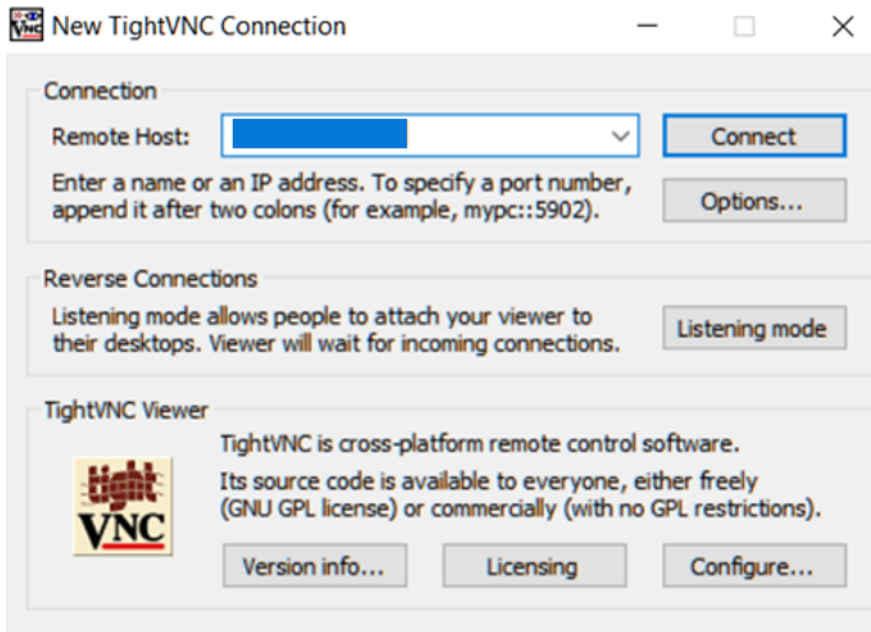 New TightVNC Connection
Connection
Remote Host:
Connect
Enter a name or an IP address. To specify a port number,
append it after two colons (for example, mypc::5902).
Options...
Reverse Connections
Listening mode allows people to attach your viewer to
their desktops. Viewer will wait for incoming connections.
Listening mode
TightVNC Viewer
tight
VNC
TightVNC is cross-platform remote control software.
Its source code is available to everyone, either freely
(GNU GPL license) or commercially (with no GPL restrictions).
Version info...
Licensing
Configure...